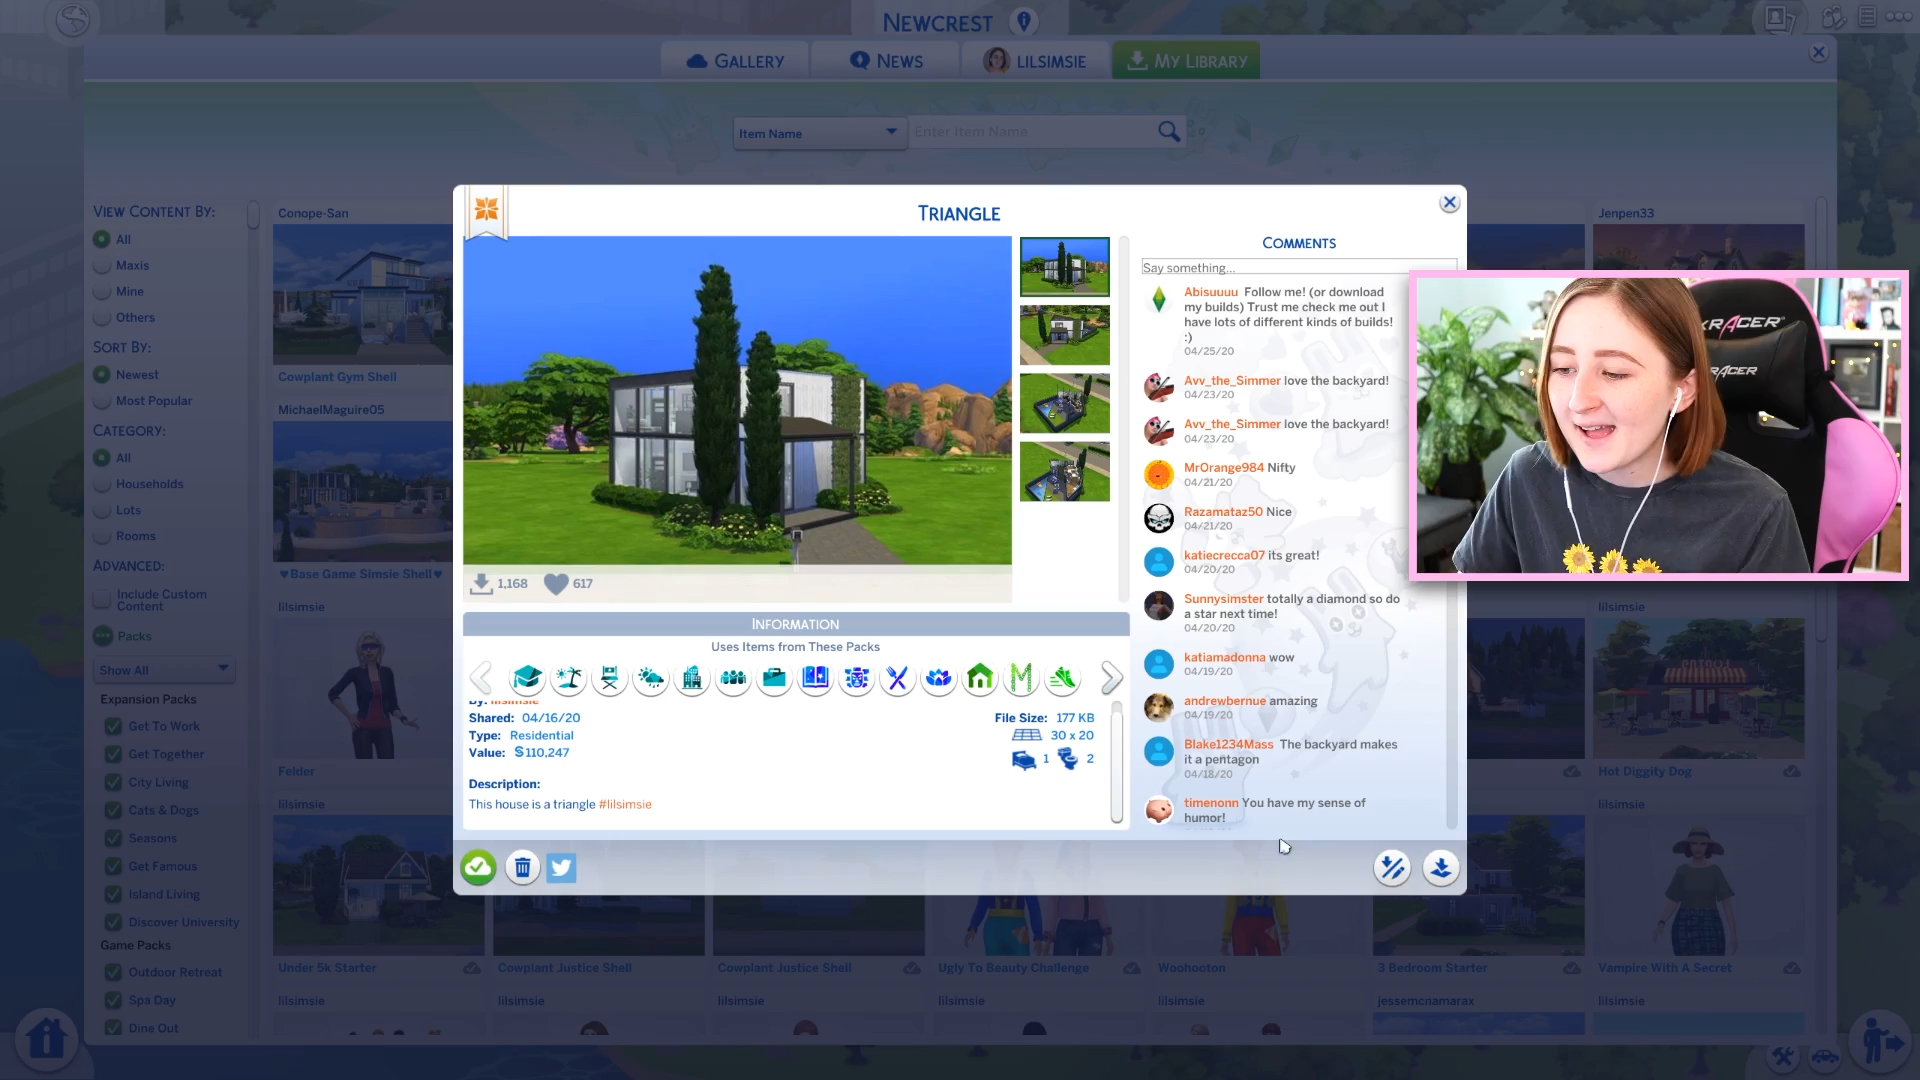 NEWCREST
GALLERY
NEWS
LILSIMSIE
MY LIBRARY
Item Name
Enter Item Name
VIEW CONTENT BY:
All
Maxis
Mine
Others
SORT BY:
Newest
Most Popular
CATEGORY:
All
Households
Lots
Rooms
ADVANCED:
Include Custom
Content
Packs
Show All
Expansion Packs
Get To Work
Get Together
City Living
Cats & Dogs
Seasons
Get Famous
Island Living
Discover University
Game Packs
Outdoor Retreat
Spa Day
Dine Out
Conope-San
Cowplant Gym Shell
MichaelMaguire05
♥Base Game Simsie Shell♥
lilsimsie
Felder
lilsimsie
Under 5k Starter
lilsimsie
TRIANGLE
1,168
617
INFORMATION
Uses Items from These Packs
By: lilsimsie
Shared: 04/16/20
Type: Residential
Value: §110,247
File Size: 177 KB
30 x 20
1
2
Description:
This house is a triangle #lilsimsie
COMMENTS
Say something...
Abisuuuu Follow me! (or download
my builds) Trust me check me out I
have lots of different kinds of builds!
:)
04/25/20
Avv_the_Simmer love the backyard!
04/23/20
Avv_the_Simmer love the backyard!
04/23/20
MrOrange984 Nifty
04/21/20
Razamataz50 Nice
04/21/20
katiecrecca07 its great!
04/20/20
Sunnysimster totally a diamond so do
a star next time!
04/20/20
katiamadonna wow
04/19/20
andrewbernue amazing
04/19/20
Blake1234Mass The backyard makes
it a pentagon
04/18/20
timenonn You have my sense of
humor!
Jenpen33
XRACER
RACER
lilsimsie
Hot Diggity Dog
lilsimsie
Cowplant Justice Shell
lilsimsie
Cowplant Justice Shell
lilsimsie
Ugly To Beauty Challenge
lilsimsie
Woohooton
lilsimsie
3 Bedroom Starter
jessemcnamarax
Vampire With A Secret
lilsimsie